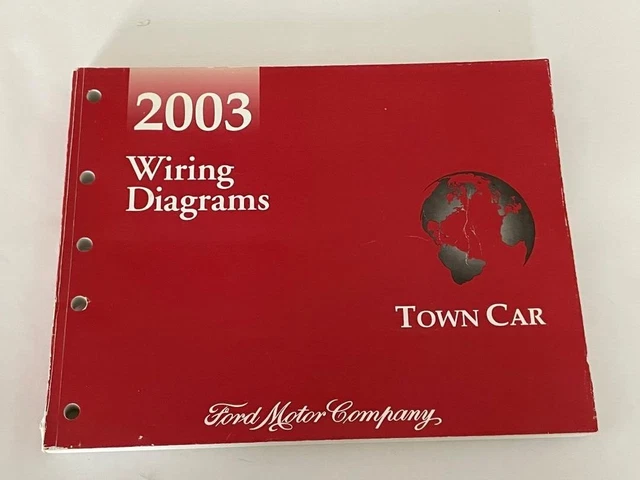 2003
Wiring
Diagrams
TOWN CAR
Ford Motor Company